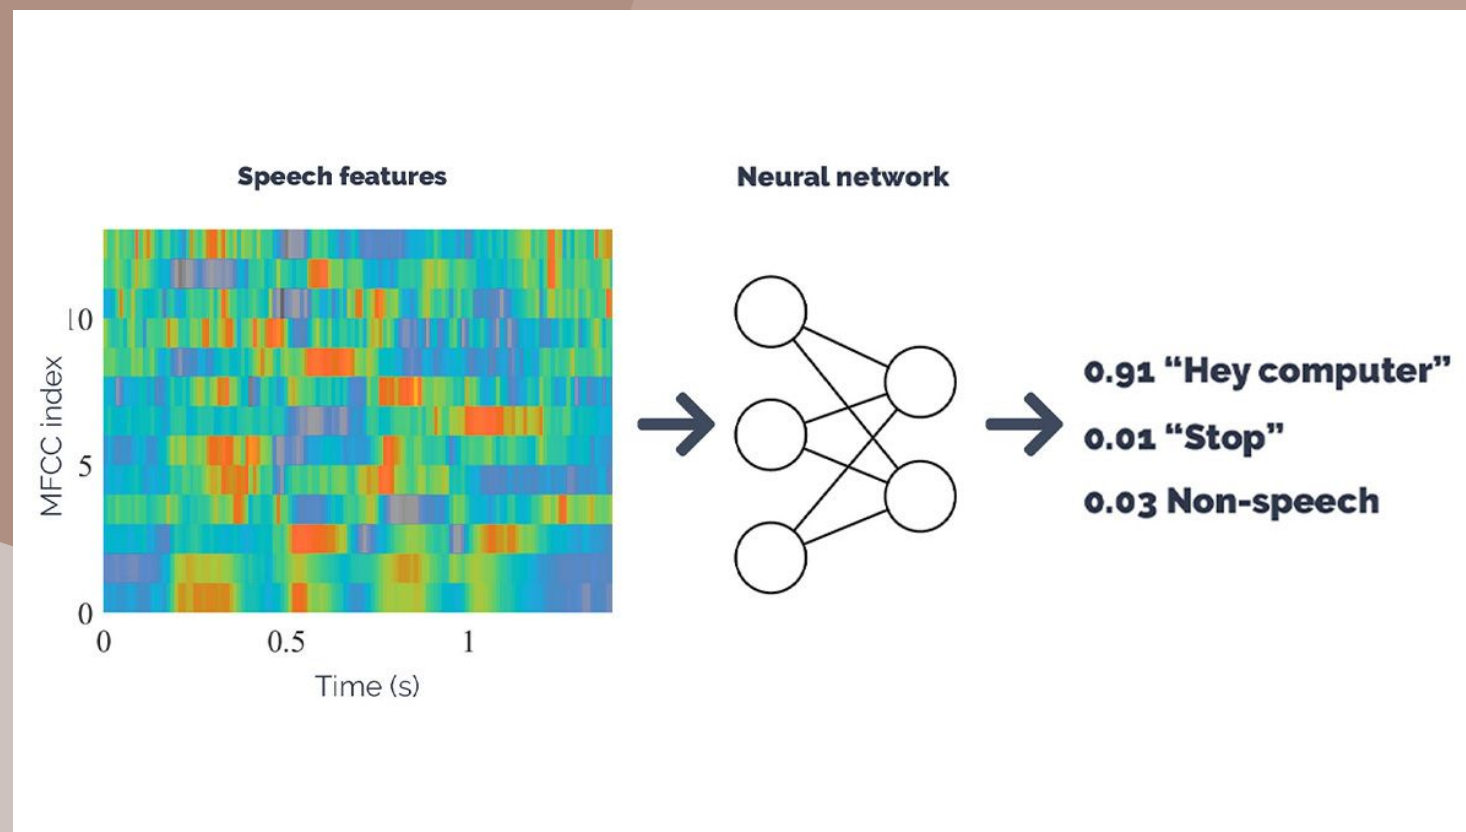 Speech features
Neural network
MFCC index
10
5
0
0 0.5 1
Time (s)
0.91 “Hey computer”
0.01 “Stop”
0.03 Non-speech